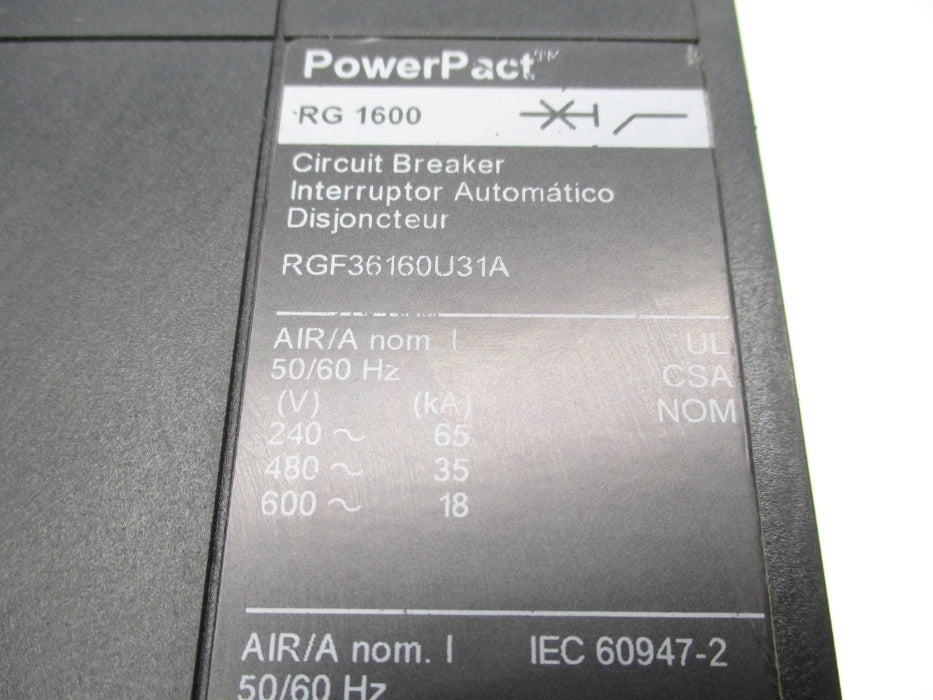 PowerPact™
RG 1600
Circuit Breaker
Interruptor Automático
Disjoncteur
RGF36160U31A
AIR/A nom. I UL
50/60 Hz CSA
(V) (kA) NOM
240 ~ 65
480 ~ 35
600 ~ 18
AIR/A nom. I IEC 60947-2
50/60 Hz